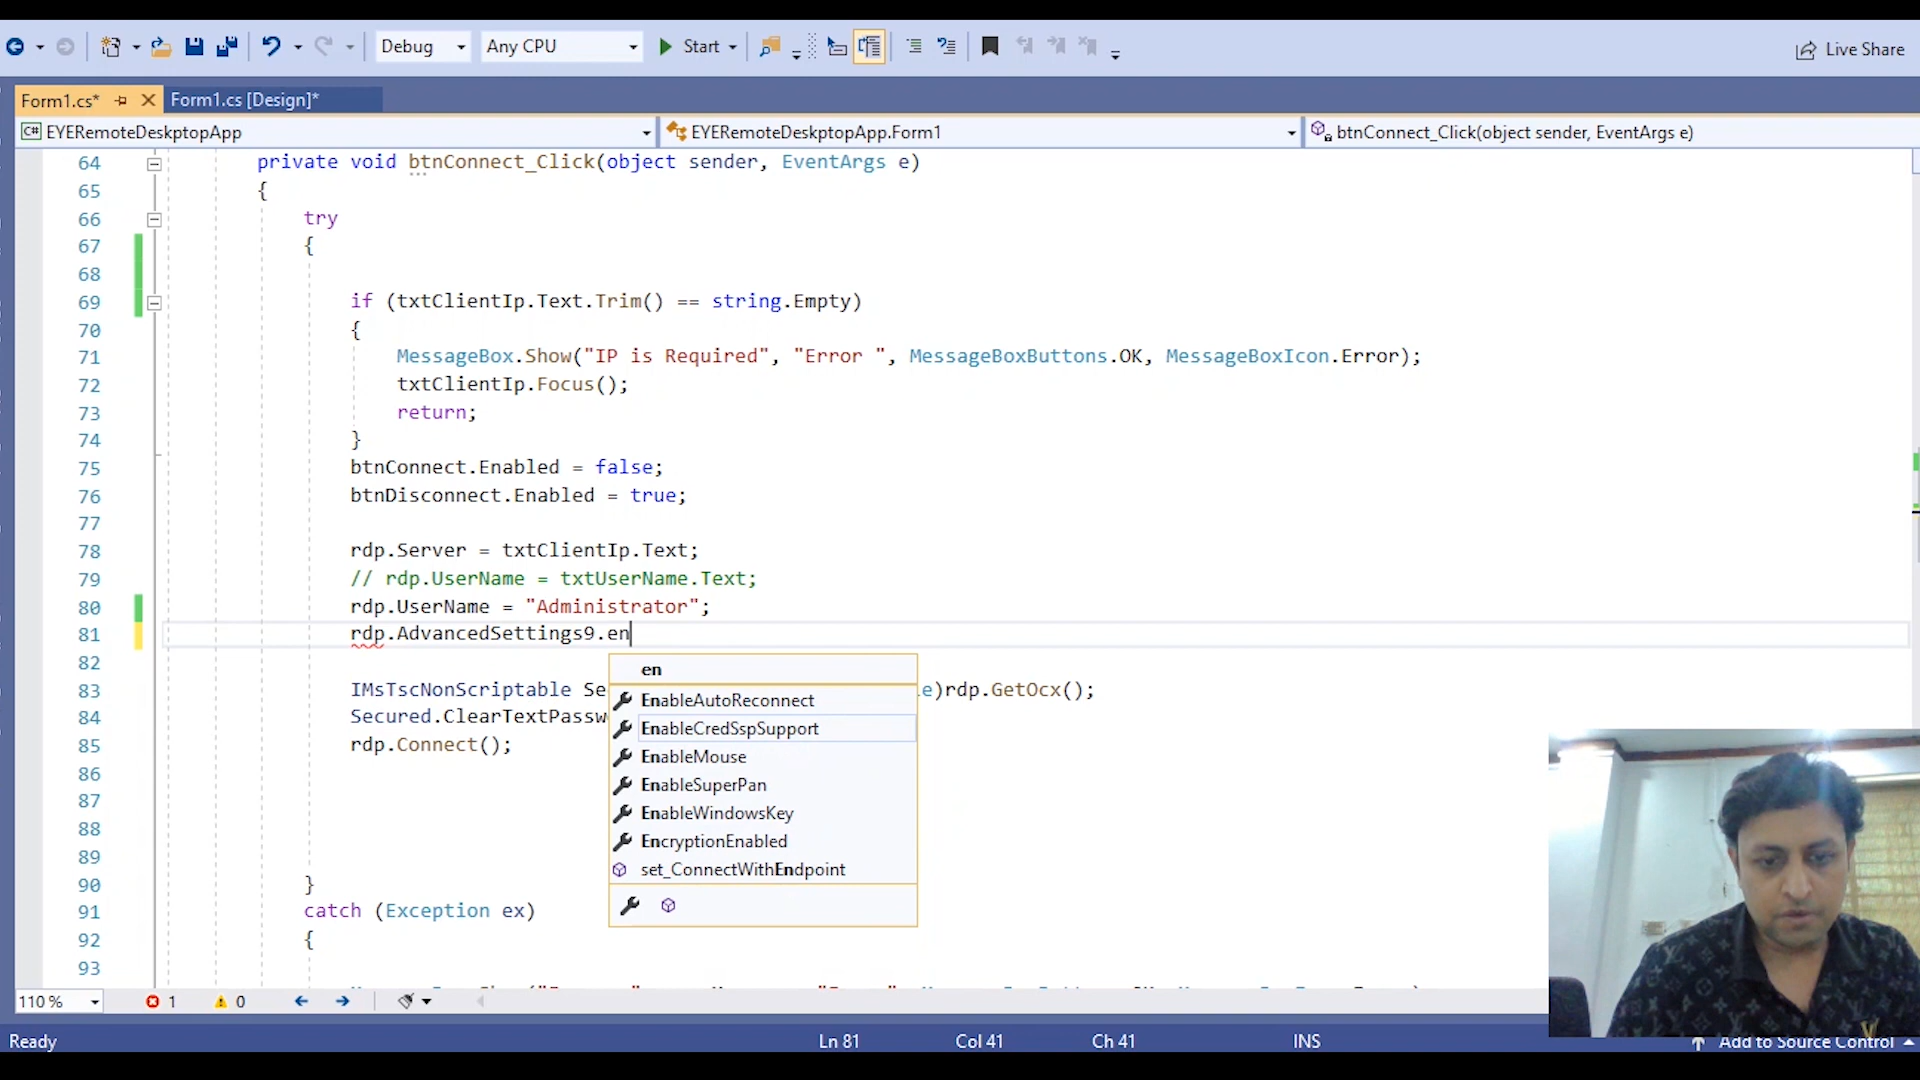 Debug Any CPU Start Live Share
Form1.cs* Form1.cs [Design]*
C# EYERemoteDeskptopApp EYERemoteDeskptopApp.Form1 btnConnect_Click(object sender, EventArgs e)
64 private void btnConnect_Click(object sender, EventArgs e)
65 {
66 try
67 {
68
69 if (txtClientIp.Text.Trim() == string.Empty)
70 {
71 MessageBox.Show("IP is Required", "Error ", MessageBoxButtons.OK, MessageBoxIcon.Error);
72 txtClientIp.Focus();
73 return;
74 }
75 btnConnect.Enabled = false;
76 btnDisconnect.Enabled = true;
77
78 rdp.Server = txtClientIp.Text;
79 // rdp.UserName = txtUserName.Text;
80 rdp.UserName = "Administrator";
81 rdp.AdvancedSettings9.en
82
en
83 IMsTscNonScriptable Se e)rdp.GetOcx();
EnableAutoReconnect
84 Secured.ClearTextPassw
EnableCredSspSupport
85 rdp.Connect();
EnableMouse
86
EnableSuperPan
87
EnableWindowsKey
88
EncryptionEnabled
89
set_ConnectWithEndpoint
90 }
91 catch (Exception ex)
92 {
93
110 % 1 0
Ready Ln 81 Col 41 Ch 41 INS Add to Source Control